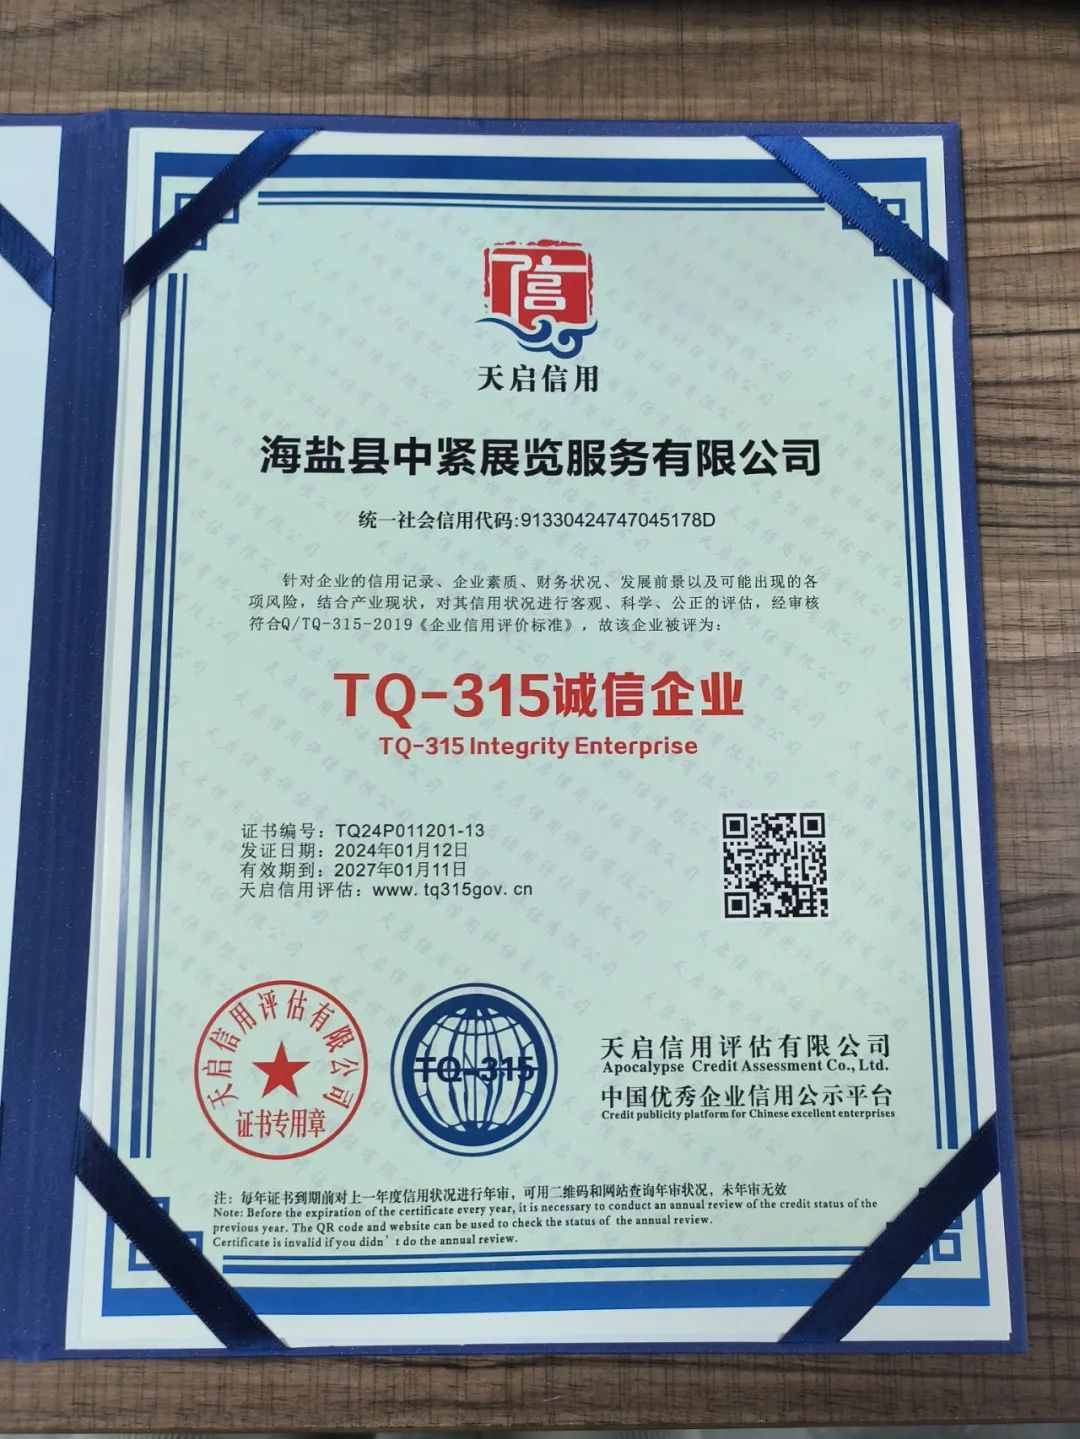 信
天启信用
海盐县中紧展览服务有限公司
统一社会信用代码:91330424747045178D
针对企业的信用记录、企业素质、财务状况、发展前景以及可能出现的各
项风险，结合产业现状，对其信用状况进行客观、科学、公正的评估，经审核
符合Q/TQ-315-2019《企业信用评价标准》，故该企业被评为：
TQ-315诚信企业
TQ-315 Integrity Enterprise
证书编号：TQ24P011201-13
发证日期：2024年01月12日
有效期到：2027年01月11日
天启信用评估：www.tq315gov.cn
天启信用评估有限公司
证书专用章
TQ-315
天启信用评估有限公司
Apocalypse Credit Assessment Co., Ltd.
中国优秀企业信用公示平台
Credit publicity platform for Chinese excellent enterprises
注：每年证书到期前对上一年度信用状况进行年审，可用二维码和网站查询年审状况，未年审无效
Note: Before the expiration of the certificate every year, it is necessary to conduct an annual review of the credit status of the
previous year. The QR code and website can be used to check the status of the annual review.
Certificate is invalid if you didn't do the annual review.